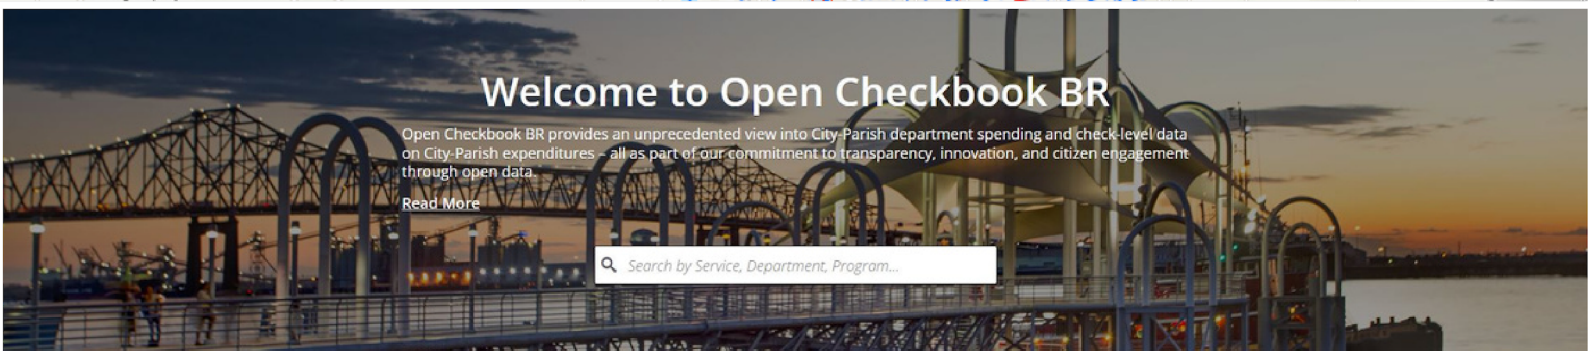 Welcome to Open Checkbook BR
Open Checkbook BR provides an unprecedented view into City-Parish department spending and check-level data
on City-Parish expenditures – all as part of our commitment to transparency, innovation, and citizen engagement
through open data.
Read More
Search by Service, Department, Program...